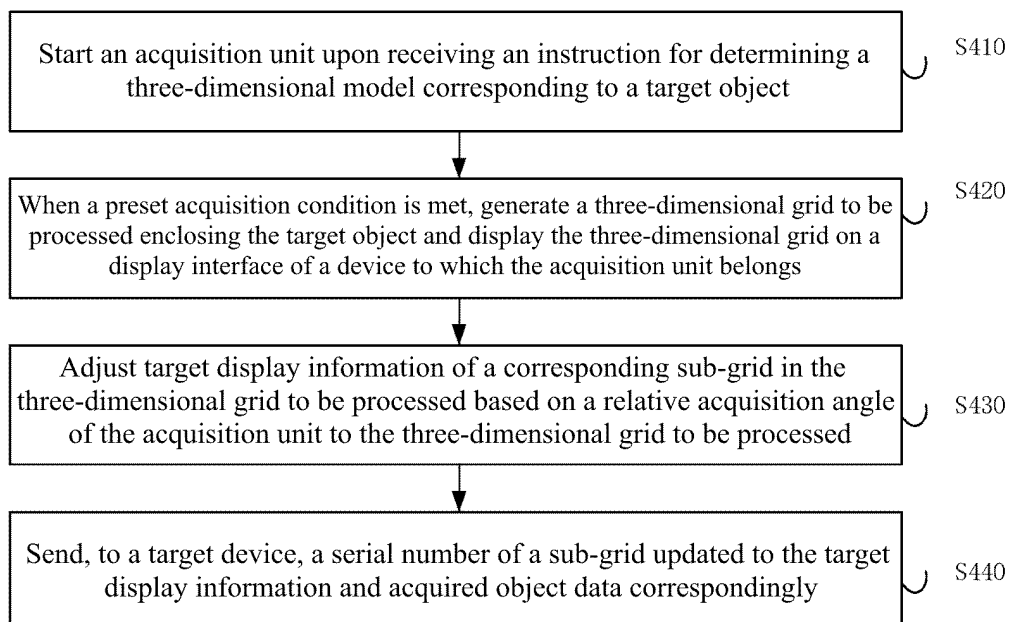 Start an acquisition unit upon receiving an instruction for determining a
three-dimensional model corresponding to a target object
S410
When a preset acquisition condition is met, generate a three-dimensional grid to be
processed enclosing the target object and display the three-dimensional grid on a
display interface of a device to which the acquisition unit belongs
S420
Adjust target display information of a corresponding sub-grid in the
three-dimensional grid to be processed based on a relative acquisition angle
of the acquisition unit to the three-dimensional grid to be processed
S430
Send, to a target device, a serial number of a sub-grid updated to the target
display information and acquired object data correspondingly
S440